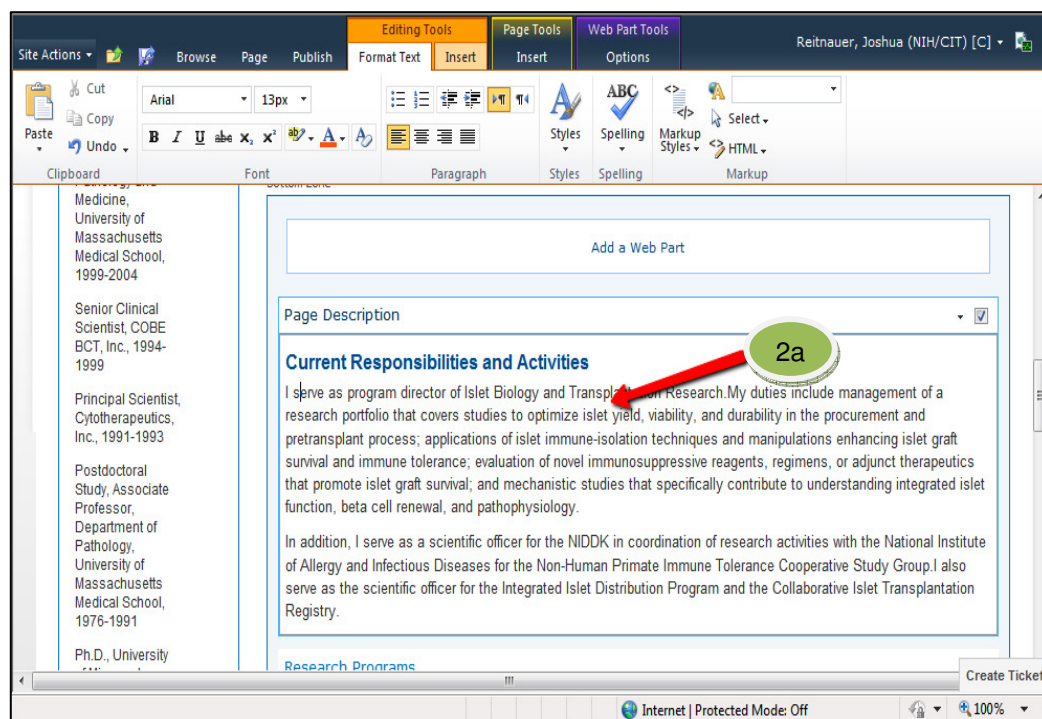 Editing Tools Page Tools Web Part Tools
Reitnauer, Joshua (NIH/CIT) [C]
Site Actions Browse Page Publish Format Text Insert Insert Options
Cut
Copy
Paste
Undo
Clipboard
Arial 13px
B I U abc X₂ X² ab A A
Font
Paragraph
A
Styles
Styles
ABC
Spelling
Spelling
Markup Styles
Select
HTML
Markup
Medicine,
University of
Massachusetts
Medical School,
1999-2004
Senior Clinical
Scientist, COBE
BCT, Inc., 1994-
1999
Principal Scientist,
Cytotherapeutics,
Inc., 1991-1993
Postdoctoral
Study, Associate
Professor,
Department of
Pathology,
University of
Massachusetts
Medical School,
1976-1991
Ph.D., University
Bottom Zone
Add a Web Part
Page Description
2a
Current Responsibilities and Activities
I serve as program director of Islet Biology and Transplantation Research.My duties include management of a
research portfolio that covers studies to optimize islet yield, viability, and durability in the procurement and
pretransplant process; applications of islet immune-isolation techniques and manipulations enhancing islet graft
survival and immune tolerance; evaluation of novel immunosuppressive reagents, regimens, or adjunct therapeutics
that promote islet graft survival; and mechanistic studies that specifically contribute to understanding integrated islet
function, beta cell renewal, and pathophysiology.
In addition, I serve as a scientific officer for the NIDDK in coordination of research activities with the National Institute
of Allergy and Infectious Diseases for the Non-Human Primate Immune Tolerance Cooperative Study Group.I also
serve as the scientific officer for the Integrated Islet Distribution Program and the Collaborative Islet Transplantation
Registry.
Research Programs
Create Ticket
Internet | Protected Mode: Off 100%